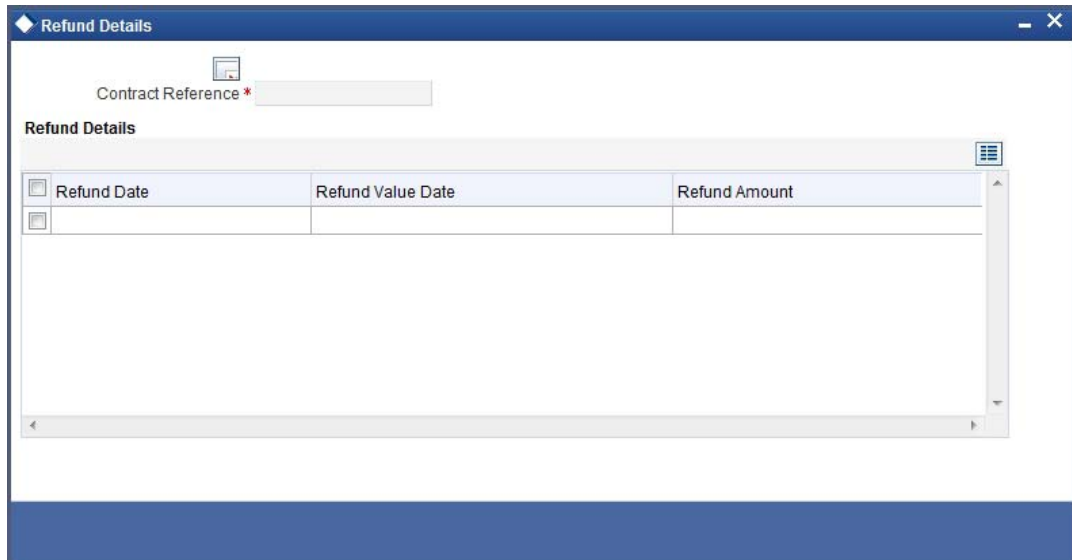 Refund Details
Contract Reference *
Refund Details
Refund Date Refund Value Date Refund Amount